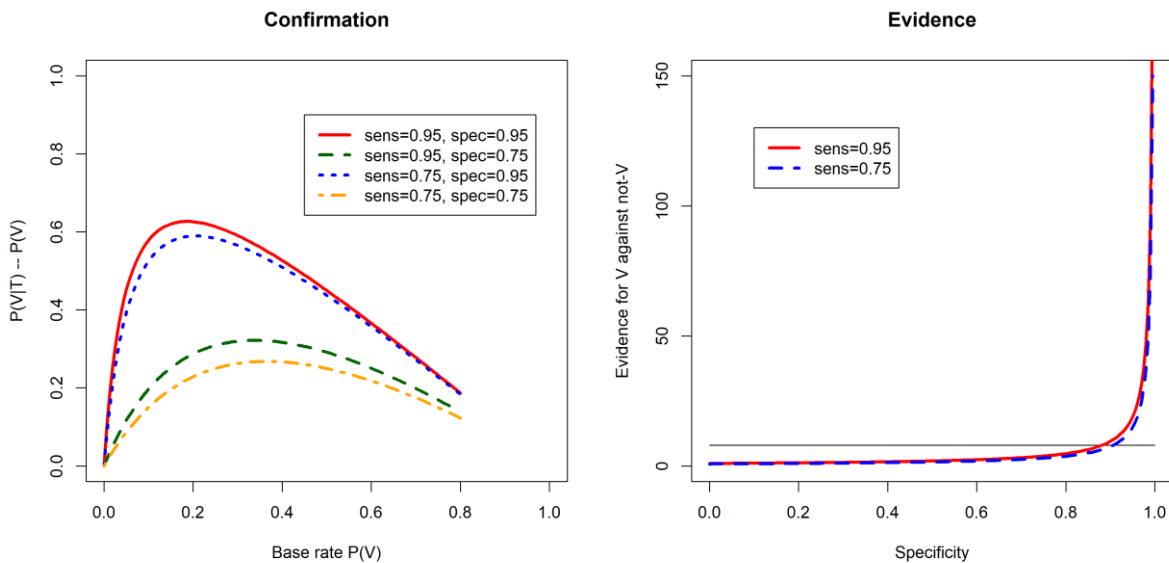 Confirmation
P(V|T) -- P(V)
1.0
0.8
0.6
0.4
0.2
0.0
sens=0.95, spec=0.95
sens=0.95, spec=0.75
sens=0.75, spec=0.95
sens=0.75, spec=0.75
0.0 0.2 0.4 0.6 0.8 1.0
Base rate P(V)
Evidence
Evidence for V against not-V
150
100
50
0
sens=0.95
sens=0.75
0.0 0.2 0.4 0.6 0.8 1.0
Specificity